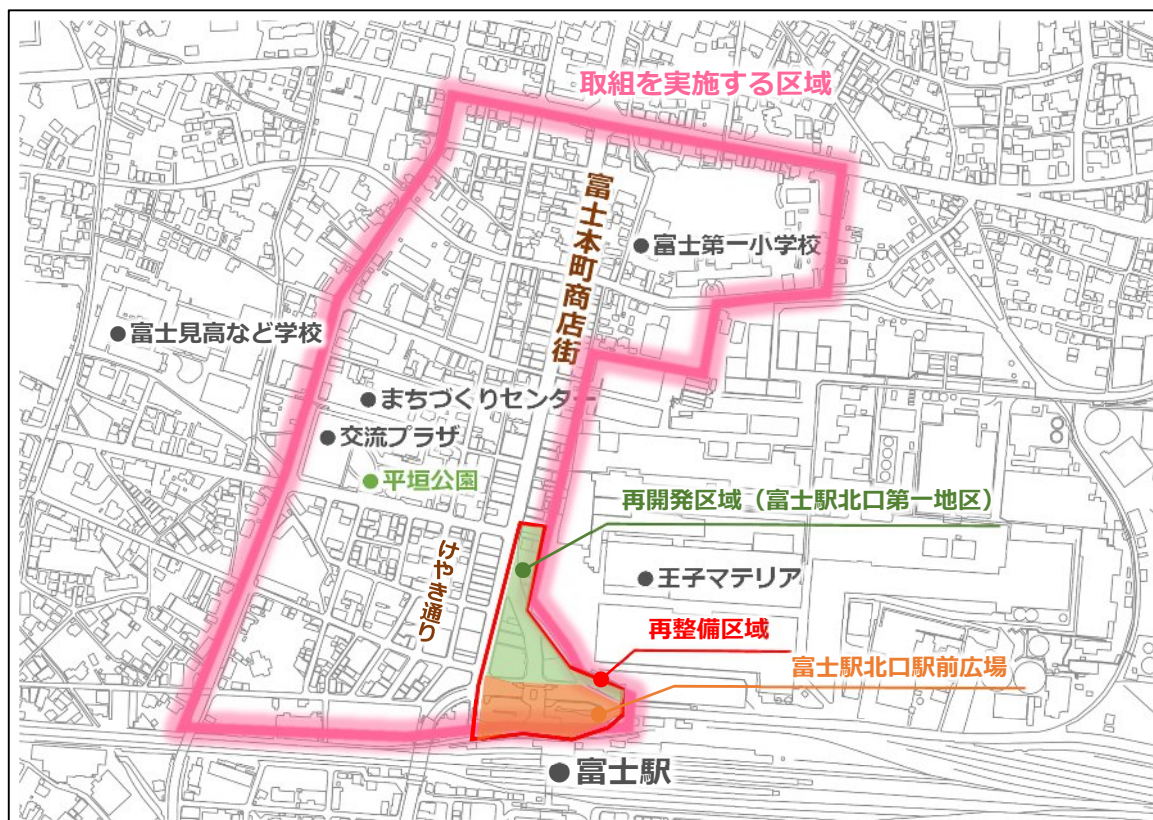 取組を実施する区域
富士本町商店街
●富士第一小学校
●富士見高など学校
●まちづくりセンター
●交流プラザ
●平垣公園
再開発区域（富士駅北口第一地区）
けやき通り
●王子マテリア
再整備区域
富士駅北口駅前広場
●富士駅